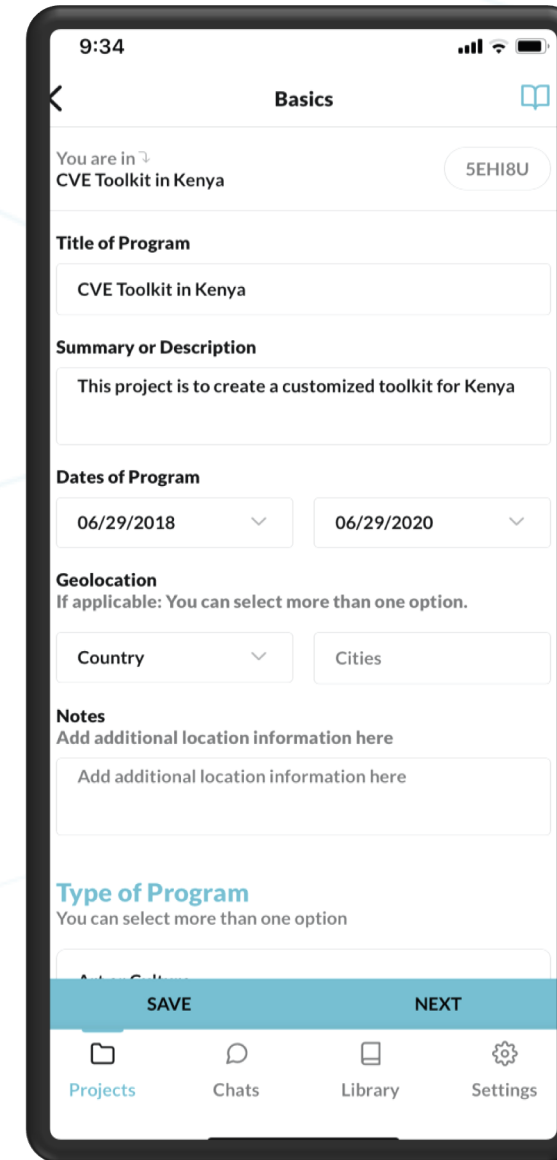 9:34
Basics
You are in
CVE Toolkit in Kenya
5EHI8U
Title of Program
CVE Toolkit in Kenya
Summary or Description
This project is to create a customized toolkit for Kenya
Dates of Program
06/29/2018
06/29/2020
Geolocation
If applicable: You can select more than one option.
Country
Cities
Notes
Add additional location information here
Add additional location information here
Type of Program
You can select more than one option
SAVE
NEXT
Projects
Chats
Library
Settings